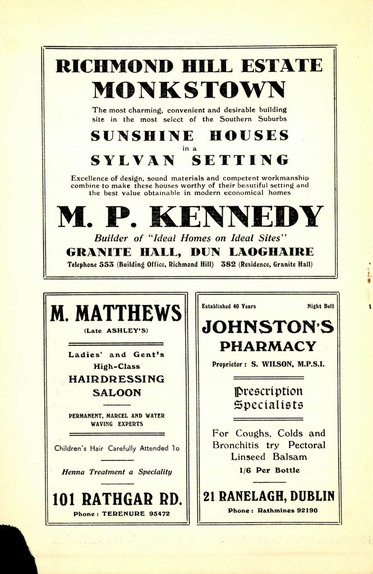 RICHMOND HILL ESTATE
MONKSTOWN
The most charming, convenient and desirable building
site in the most select of the Southern Suburbs
SUNSHINE HOUSES
in a
SYLVAN SETTING
Excellence of design, sound materials and competent workmanship
combine to make these houses worthy of their beautiful setting and
the best value obtainable in modern economical homes
M. P. KENNEDY
Builder of "Ideal Homes on Ideal Sites"
GRANITE HALL, DUN LAOGHAIRE
Telephone 553 (Building Office, Richmond Hill) 382 (Residence, Granite Hall)
M. MATTHEWS
(Late ASHLEY'S)
Ladies' and Gent's
High-Class
HAIRDRESSING
SALOON
PERMANENT, MARCEL AND WATER
WAVING EXPERTS
Children's Hair Carefully Attended To
Henna Treatment a Speciality
101 RATHGAR RD.
Phone : TERENURE 95472
Established 40 Years Night Bell
JOHNSTON'S
PHARMACY
Proprietor : S. WILSON, M.P.S.I.
Prescription
Specialists
For Coughs, Colds and
Bronchitis try Pectoral
Linseed Balsam
1/6 Per Bottle
21 RANELAGH, DUBLIN
Phone : Rathmines 92190